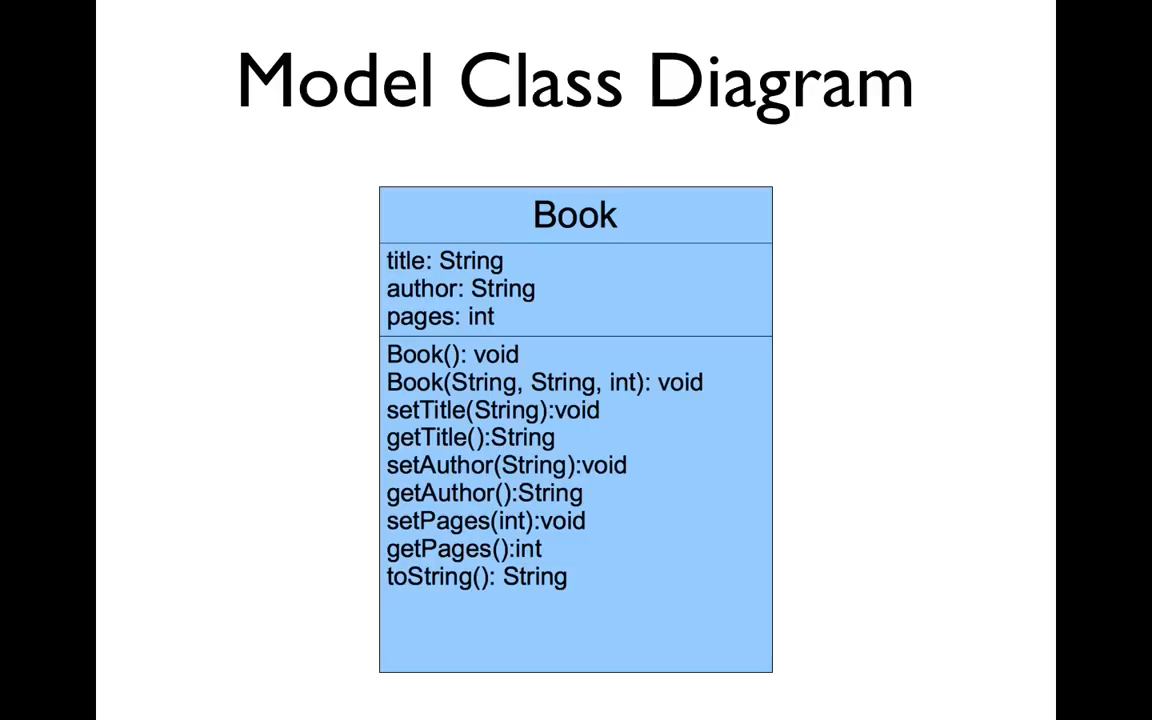 Model Class Diagram
Book
title: String
author: String
pages: int
Book(): void
Book(String, String, int): void
setTitle(String):void
getTitle():String
setAuthor(String):void
getAuthor():String
setPages(int):void
getPages():int
toString(): String